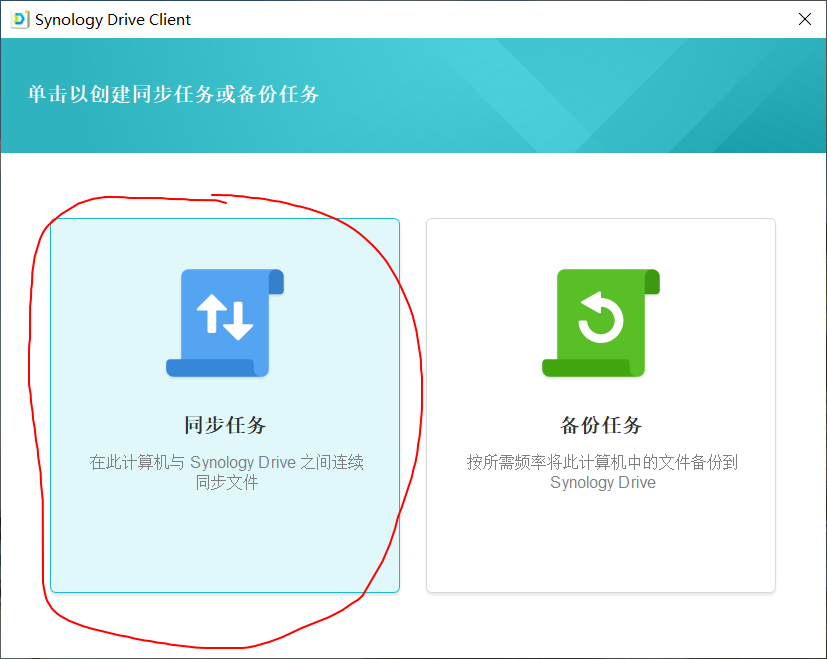 Synology Drive Client
单击以创建同步任务或备份任务
同步任务
在此计算机与 Synology Drive 之间连续
同步文件
备份任务
按所需频率将此计算机中的文件备份到
Synology Drive